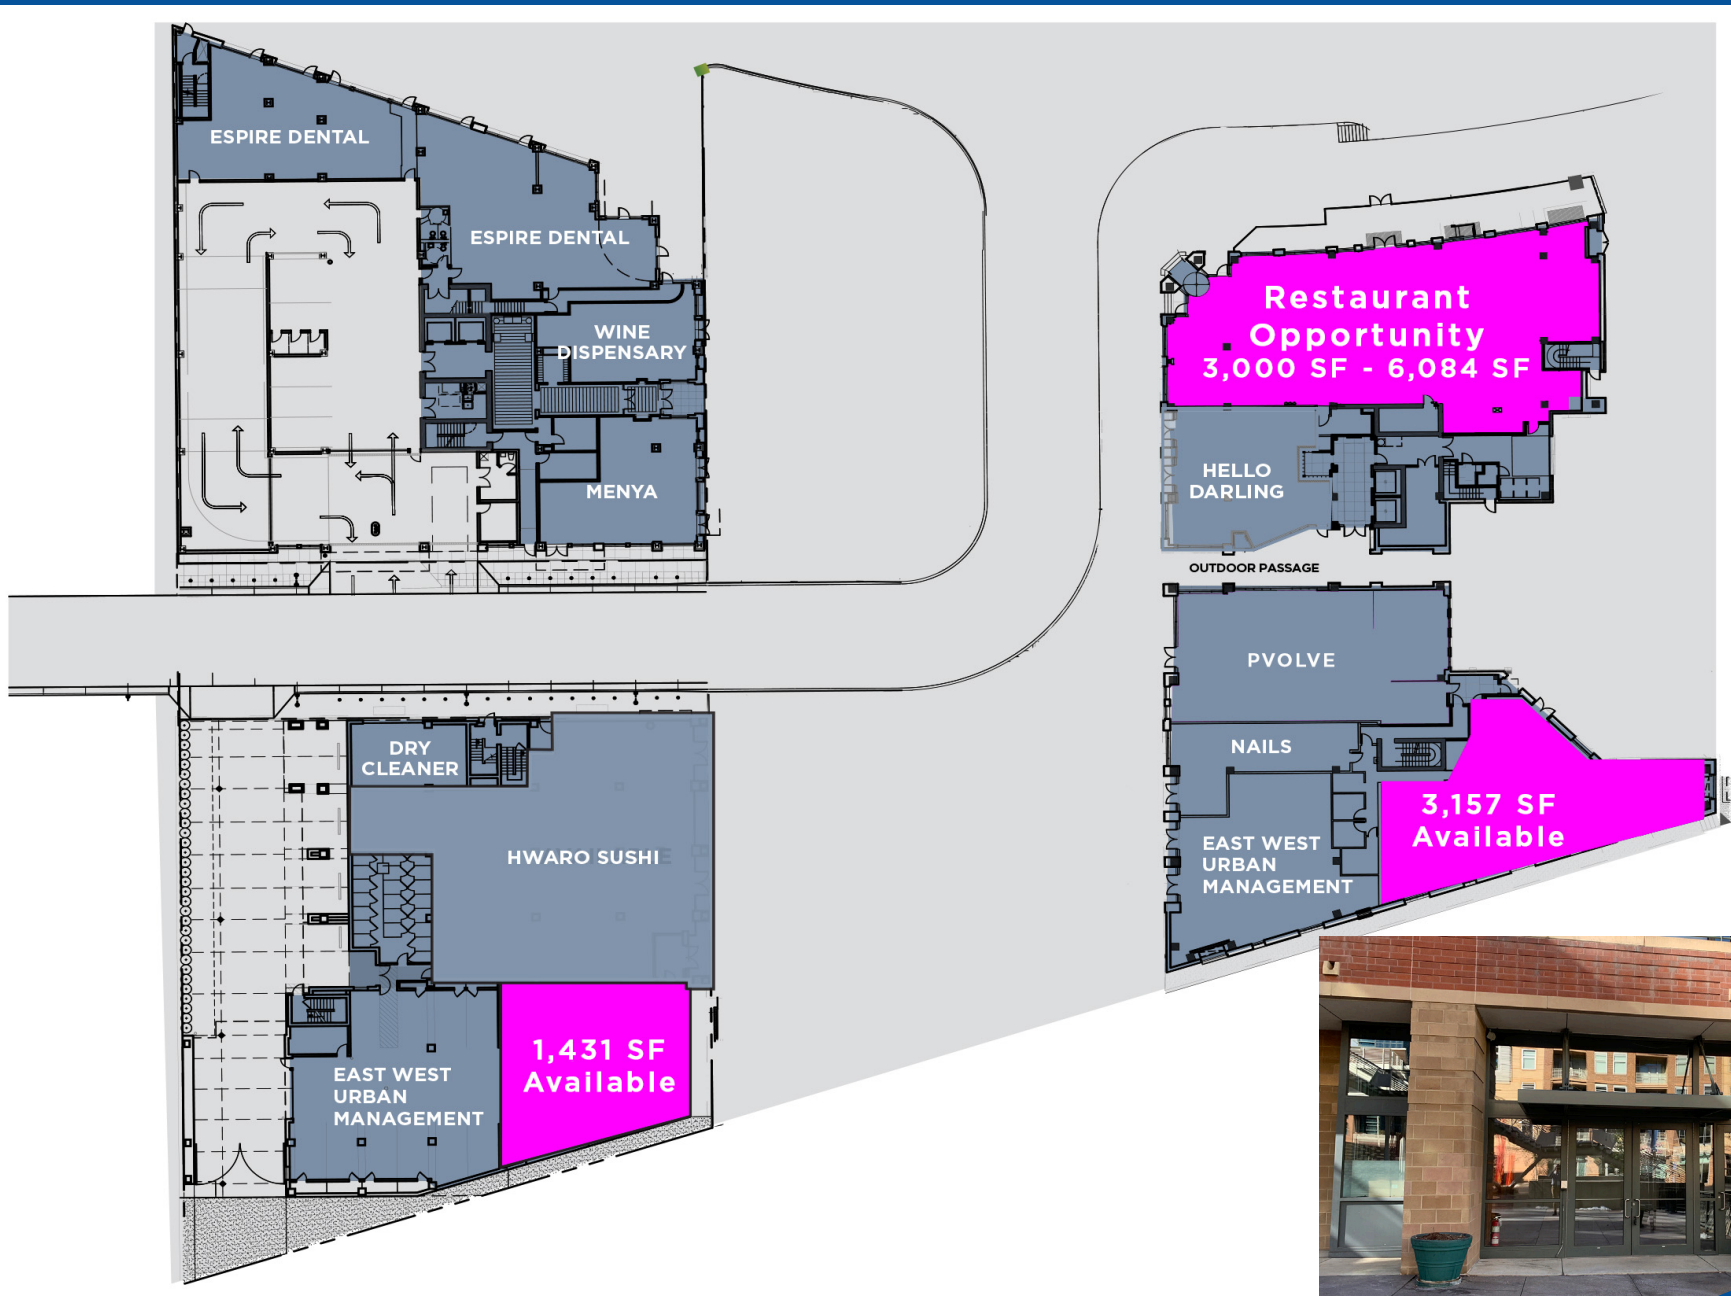 ESPIRE DENTAL
ESPIRE DENTAL
WINE
DISPENSARY
MENYA
Restaurant
Opportunity
3,000 SF - 6,084 SF
HELLO
DARLING
OUTDOOR PASSAGE
PVOLVE
NAILS
EAST WEST
URBAN
MANAGEMENT
3,157 SF
Available
DRY
CLEANER
HWARO SUSHI
EAST WEST
URBAN
MANAGEMENT
1,431 SF
Available